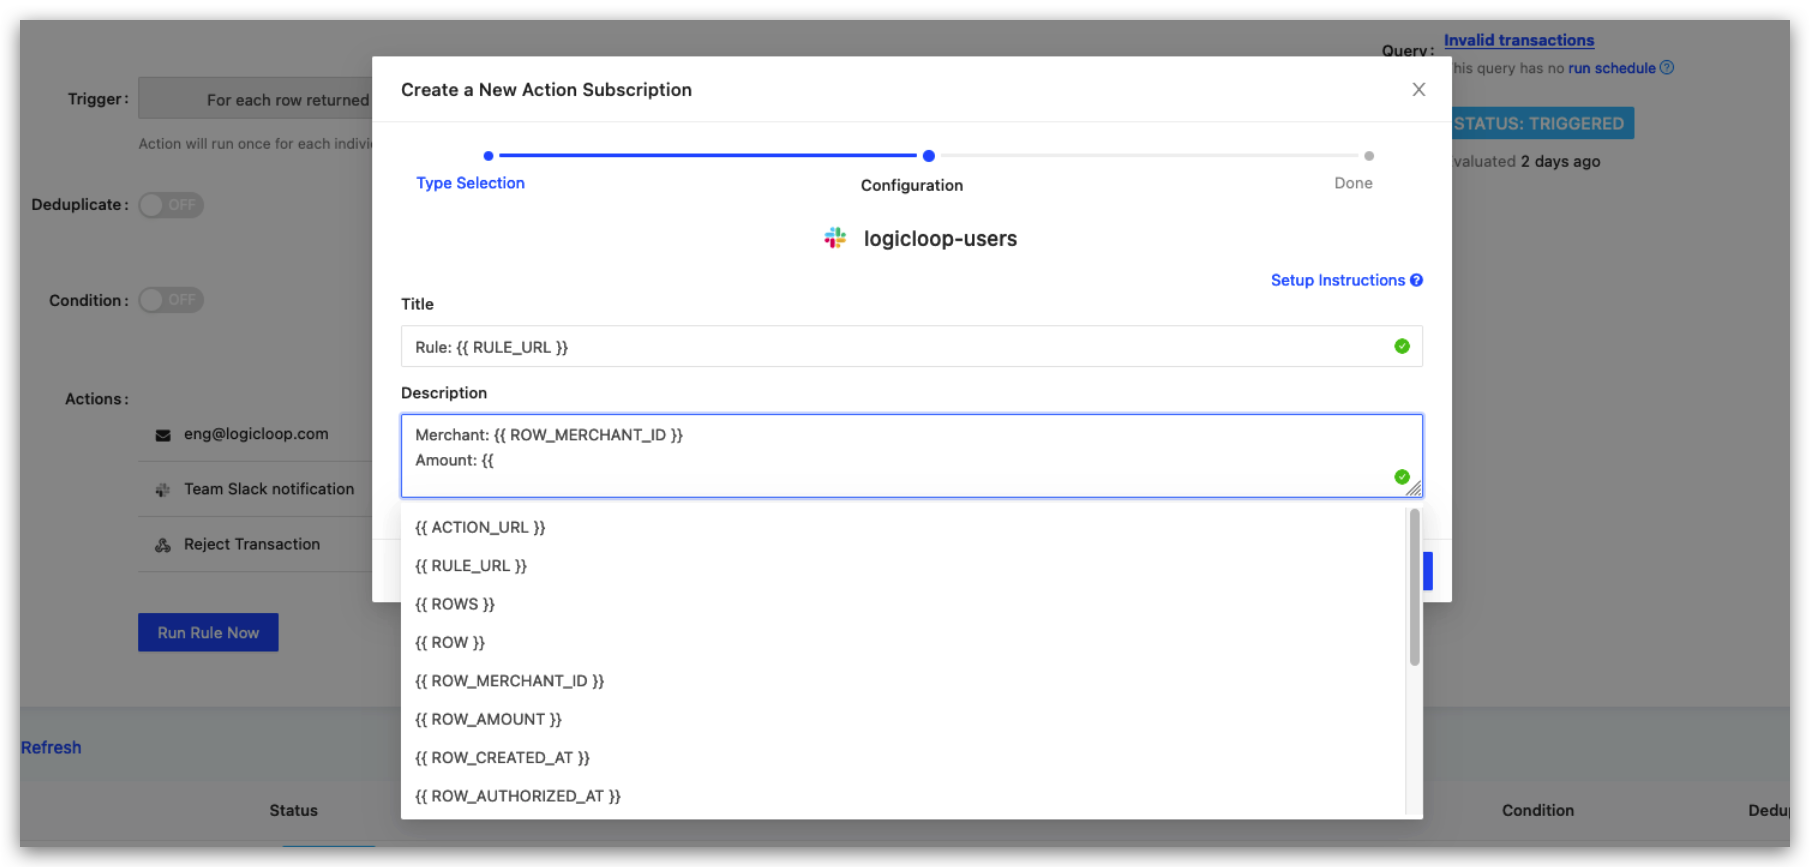 Query:
Invalid transactions
his query has no run schedule
STATUS: TRIGGERED
valuated 2 days ago
Trigger:
For each row returned
Action will run once for each indivi
Deduplicate:
OFF
Condition:
OFF
Actions:
eng@logicloop.com
Team Slack notification
Reject Transaction
Run Rule Now
Create a New Action Subscription
Type Selection
Configuration
Done
logicloop-users
Setup Instructions
Title
Rule: {{ RULE_URL }}
Description
Merchant: {{ ROW_MERCHANT_ID }}
Amount: {{
{{ ACTION_URL }}
{{ RULE_URL }}
{{ ROWS }}
{{ ROW }}
{{ ROW_MERCHANT_ID }}
{{ ROW_AMOUNT }}
{{ ROW_CREATED_AT }}
{{ ROW_AUTHORIZED_AT }}
Refresh
Status
Condition
Dedu